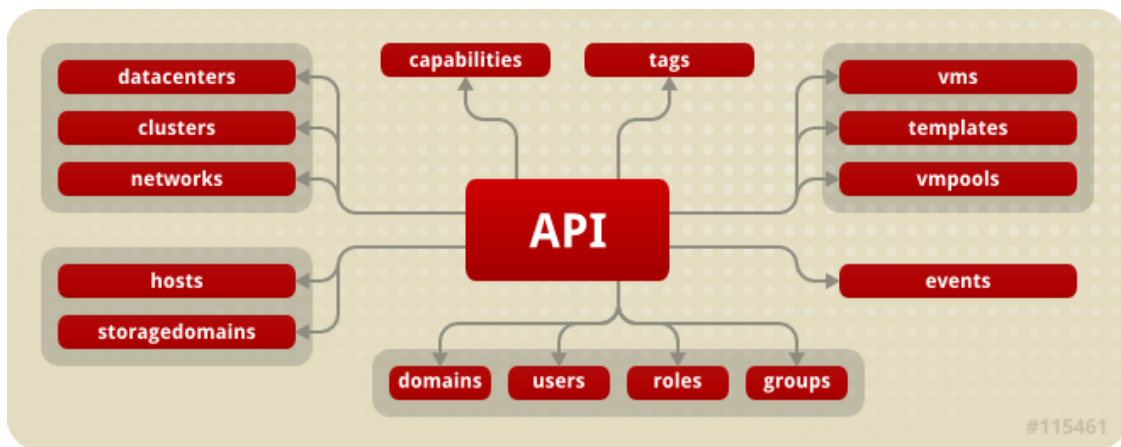 capabilities
tags
datacenters
clusters
networks
vms
templates
vmpools
API
hosts
storagedomains
events
domains
users
roles
groups
#115461